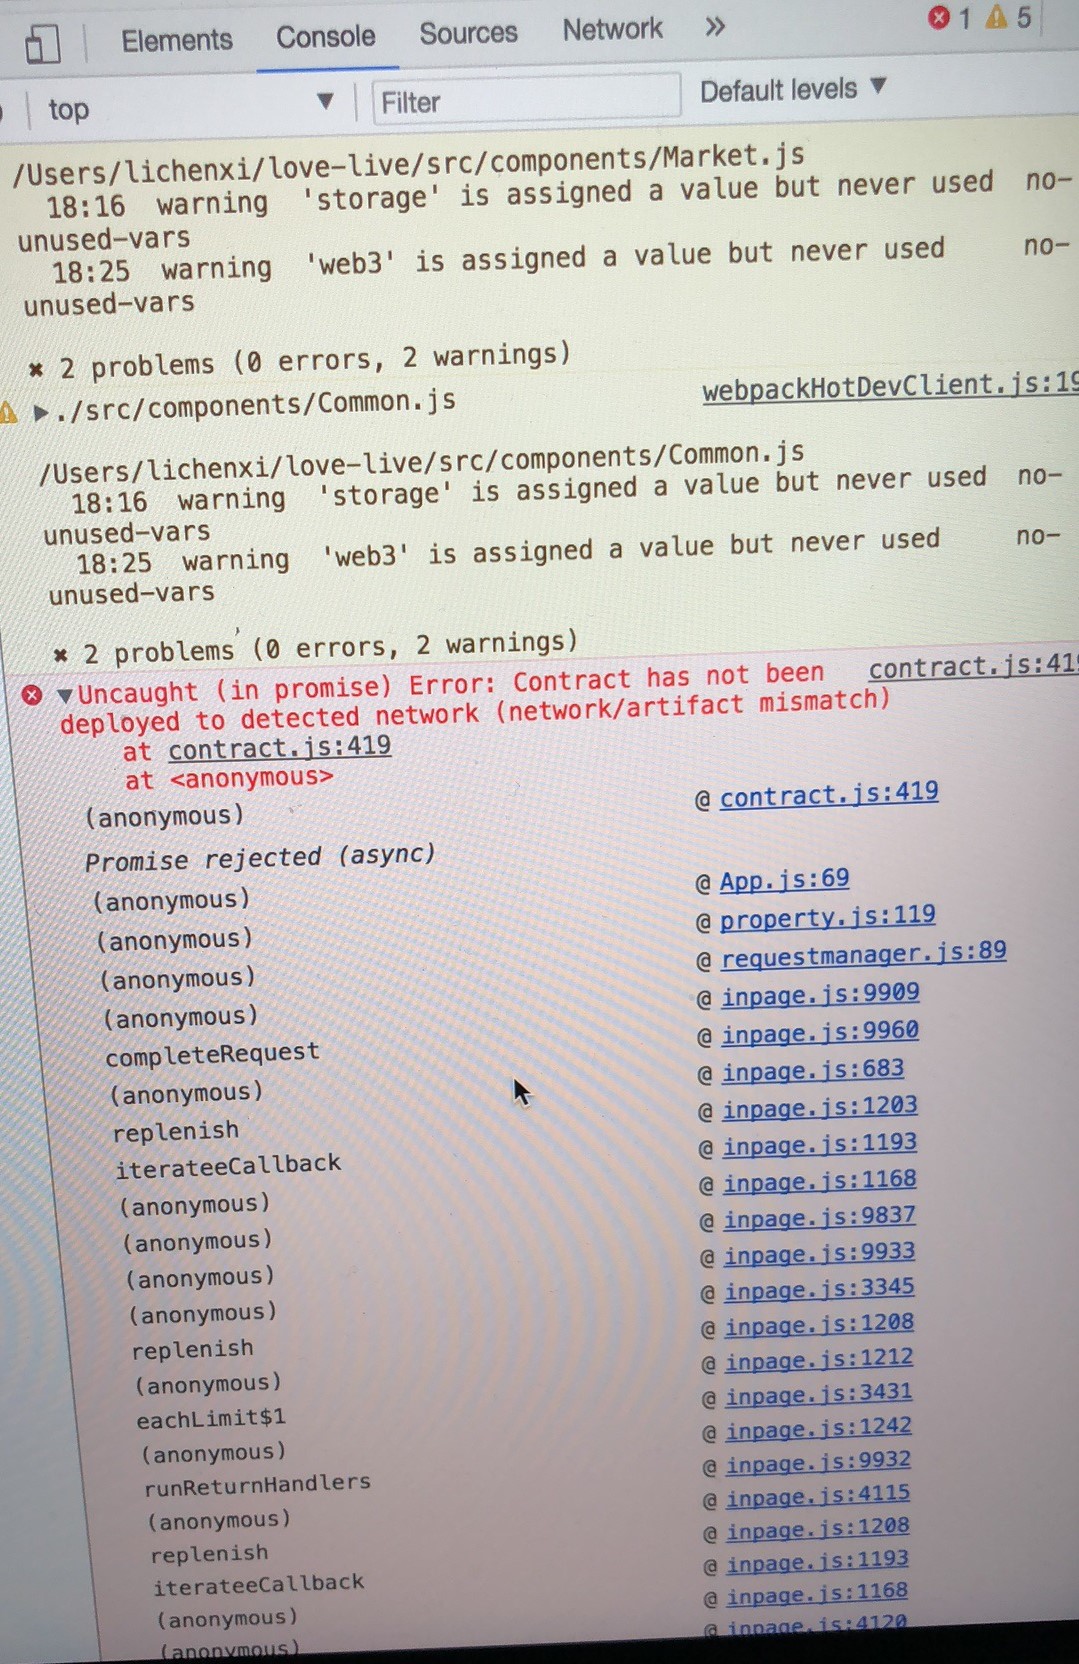 Elements Console Sources Network » 1 5
top ▼ Filter Default levels ▼
/Users/lichenxi/love-live/src/components/Market.js
18:16 warning 'storage' is assigned a value but never used no-
unused-vars
18:25 warning 'web3' is assigned a value but never used no-
unused-vars
✖ 2 problems (0 errors, 2 warnings)
▶./src/components/Common.js webpackHotDevClient.js:19
/Users/lichenxi/love-live/src/components/Common.js
18:16 warning 'storage' is assigned a value but never used no-
unused-vars
18:25 warning 'web3' is assigned a value but never used no-
unused-vars
✖ 2 problems (0 errors, 2 warnings)
▼Uncaught (in promise) Error: Contract has not been contract.js:419
deployed to detected network (network/artifact mismatch)
at contract.js:419
at <anonymous>
(anonymous) @ contract.js:419
Promise rejected (async)
(anonymous) @ App.js:69
(anonymous) @ property.js:119
(anonymous) @ requestmanager.js:89
(anonymous) @ inpage.js:9909
completeRequest @ inpage.js:9960
(anonymous) @ inpage.js:683
replenish @ inpage.js:1203
iterateeCallback @ inpage.js:1193
(anonymous) @ inpage.js:1168
(anonymous) @ inpage.js:9837
(anonymous) @ inpage.js:9933
(anonymous) @ inpage.js:3345
replenish @ inpage.js:1208
(anonymous) @ inpage.js:1212
eachLimit$1 @ inpage.js:3431
(anonymous) @ inpage.js:1242
runReturnHandlers @ inpage.js:9932
(anonymous) @ inpage.js:4115
replenish @ inpage.js:1208
iterateeCallback @ inpage.js:1193
(anonymous) @ inpage.js:1168
(anonymous) @ inpage.js:4120